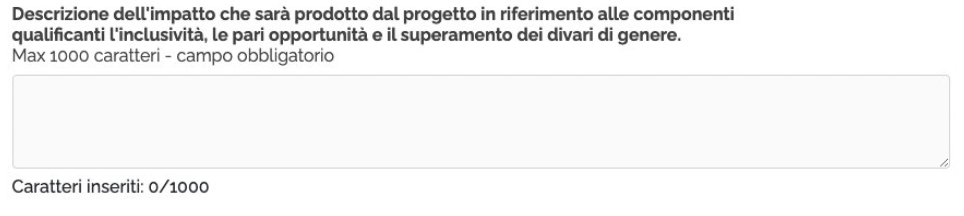 Descrizione dell'impatto che sarà prodotto dal progetto in riferimento alle componenti
qualificanti l'inclusività, le pari opportunità e il superamento dei divari di genere.
Max 1000 caratteri - campo obbligatorio
Caratteri inseriti: 0/1000